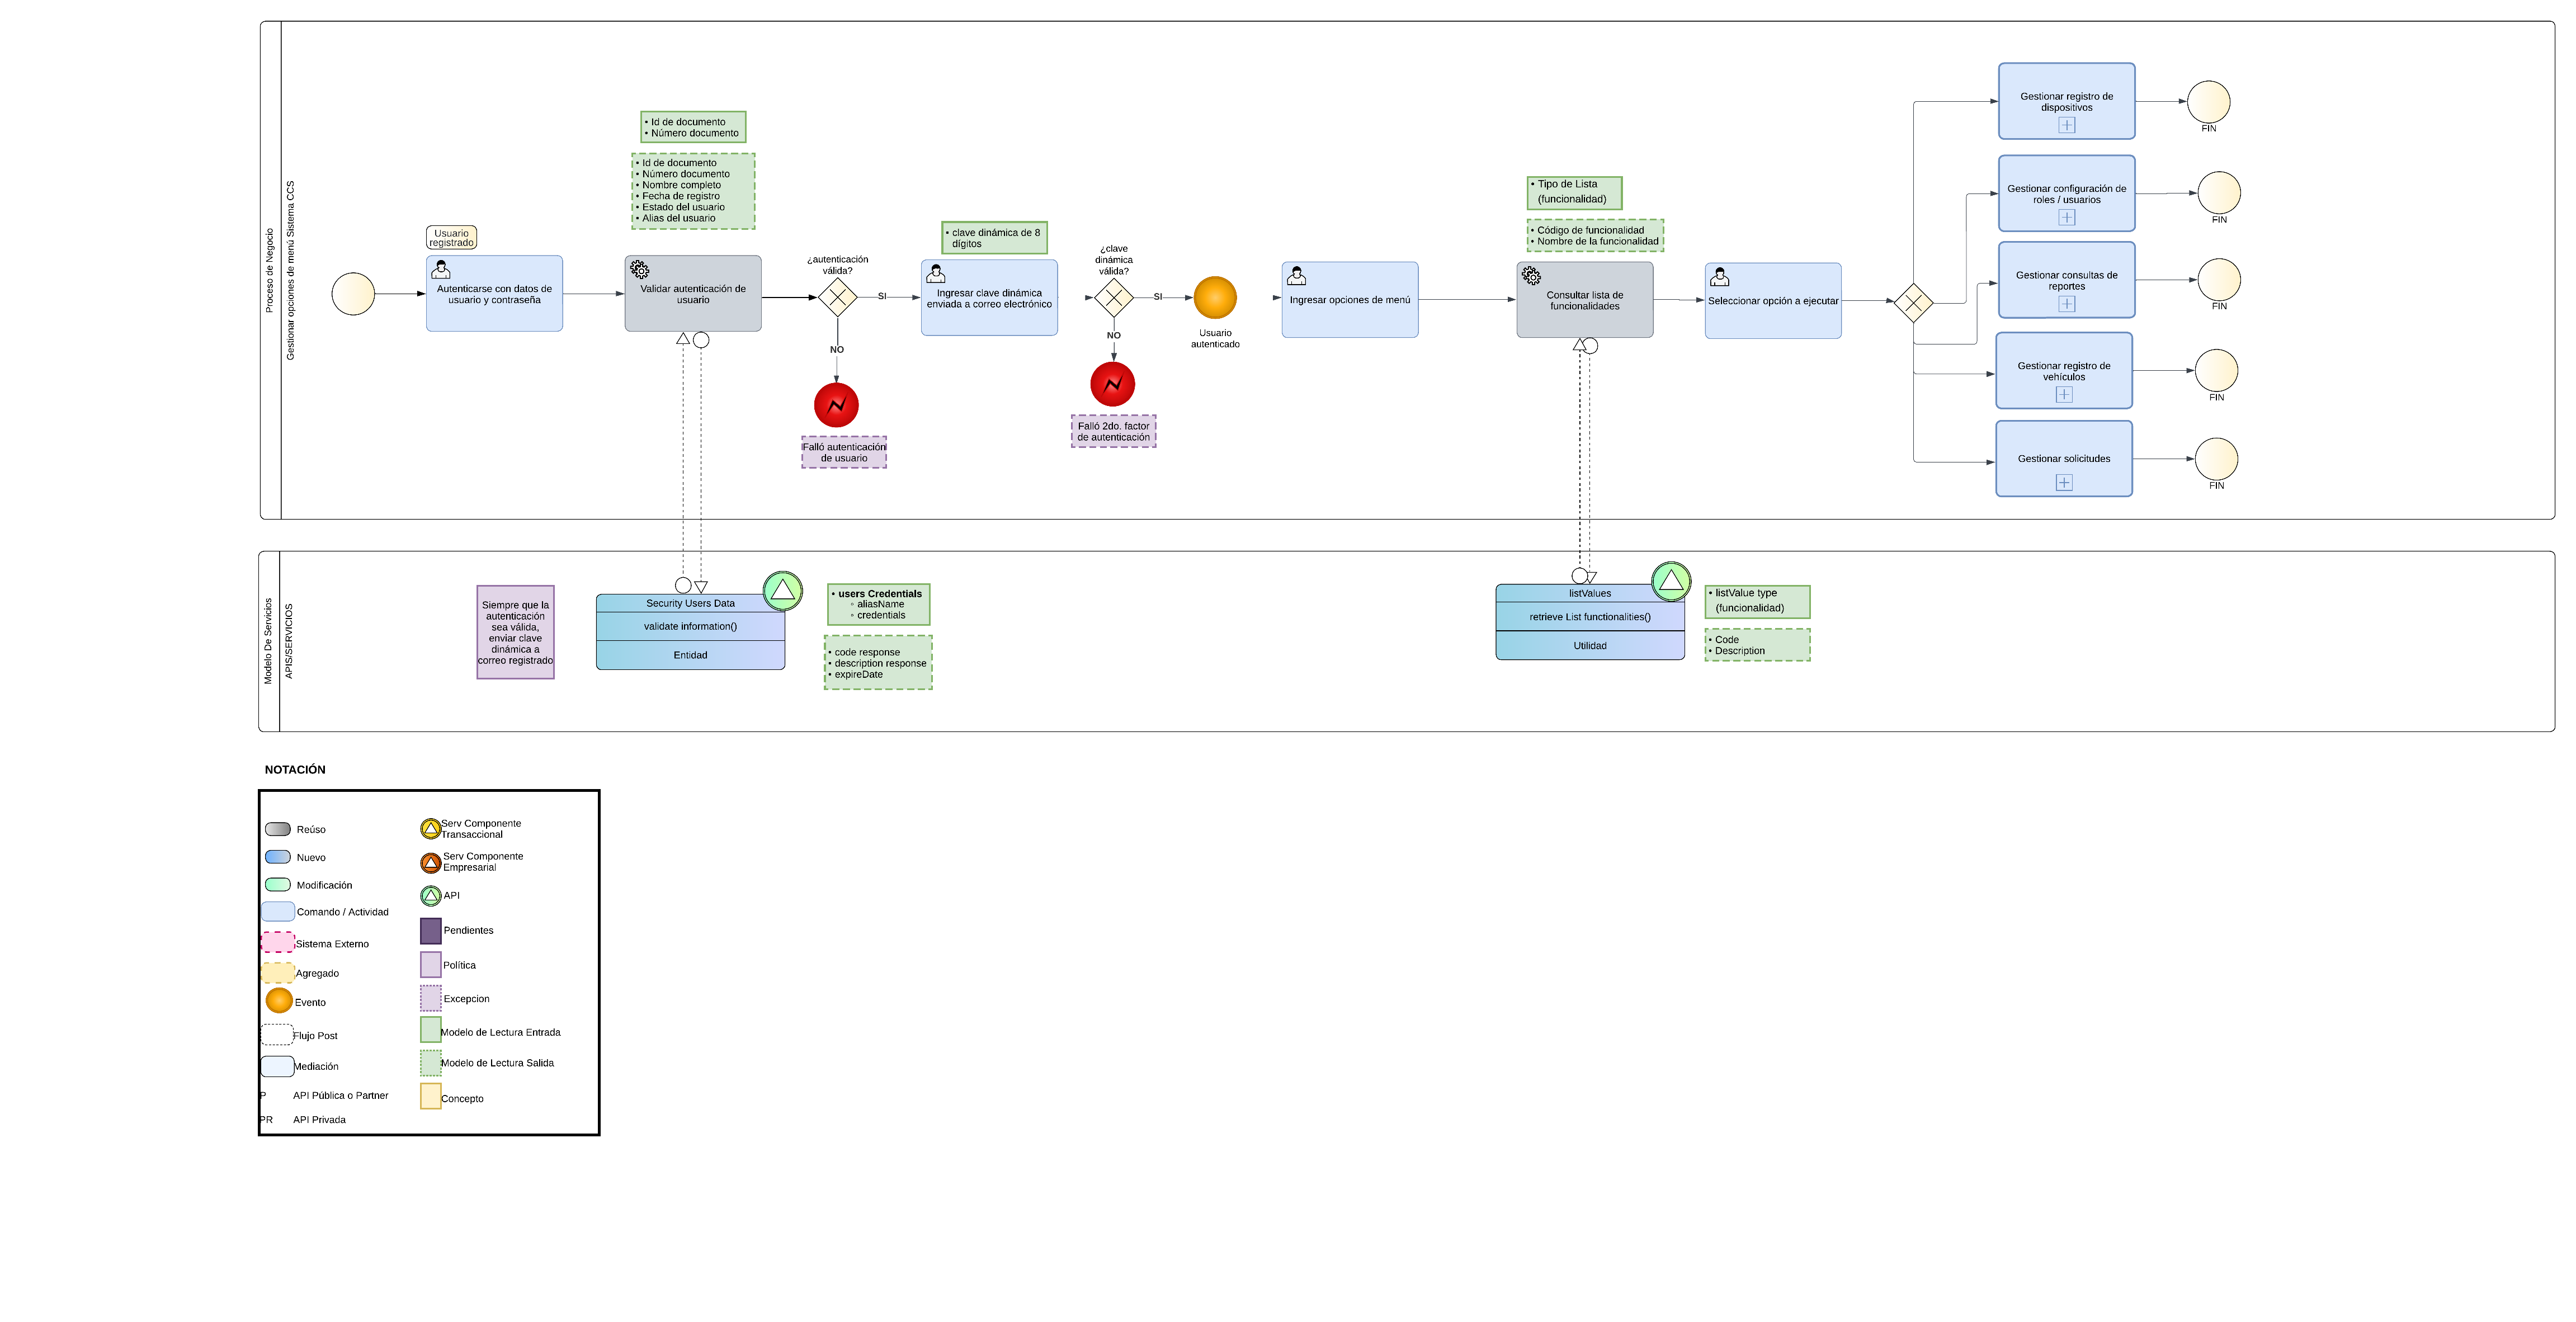 Proceso de Negocio
Gestionar opciones de menú Sistema CCS
Usuario
registrado
Autenticarse con datos de
usuario y contraseña
• Id de documento
• Número documento
• Id de documento
• Número documento
• Nombre completo
• Fecha de registro
• Estado del usuario
• Alias del usuario
Validar autenticación de
usuario
¿autenticación
válida?
SI
NO
Falló autenticación
de usuario
• clave dinámica de 8
dígitos
Ingresar clave dinámica
enviada a correo electrónico
¿clave
dinámica
válida?
SI
NO
Falló 2do. factor
de autenticación
Usuario
autenticado
Ingresar opciones de menú
• Tipo de Lista
(funcionalidad)
• Código de funcionalidad
• Nombre de la funcionalidad
Consultar lista de
funcionalidades
Seleccionar opción a ejecutar
Gestionar registro de
dispositivos
FIN
Gestionar configuración de
roles / usuarios
FIN
Gestionar consultas de
reportes
FIN
Gestionar registro de
vehículos
FIN
Gestionar solicitudes
FIN
Modelo De Servicios
APIS/SERVICIOS
Siempre que la
autenticación
sea válida,
enviar clave
dinámica a
correo registrado
Security Users Data
validate information()
Entidad
• users Credentials
◦ aliasName
◦ credentials
• code response
• description response
• expireDate
listValues
retrieve List functionalities()
Utilidad
• listValue type
(funcionalidad)
• Code
• Description
NOTACIÓN
Reúso
Nuevo
Modificación
Comando / Actividad
Sistema Externo
Agregado
Evento
Flujo Post
Mediación
P API Pública o Partner
PR API Privada
Serv Componente
Transaccional
Serv Componente
Empresarial
API
Pendientes
Política
Excepcion
Modelo de Lectura Entrada
Modelo de Lectura Salida
Concepto